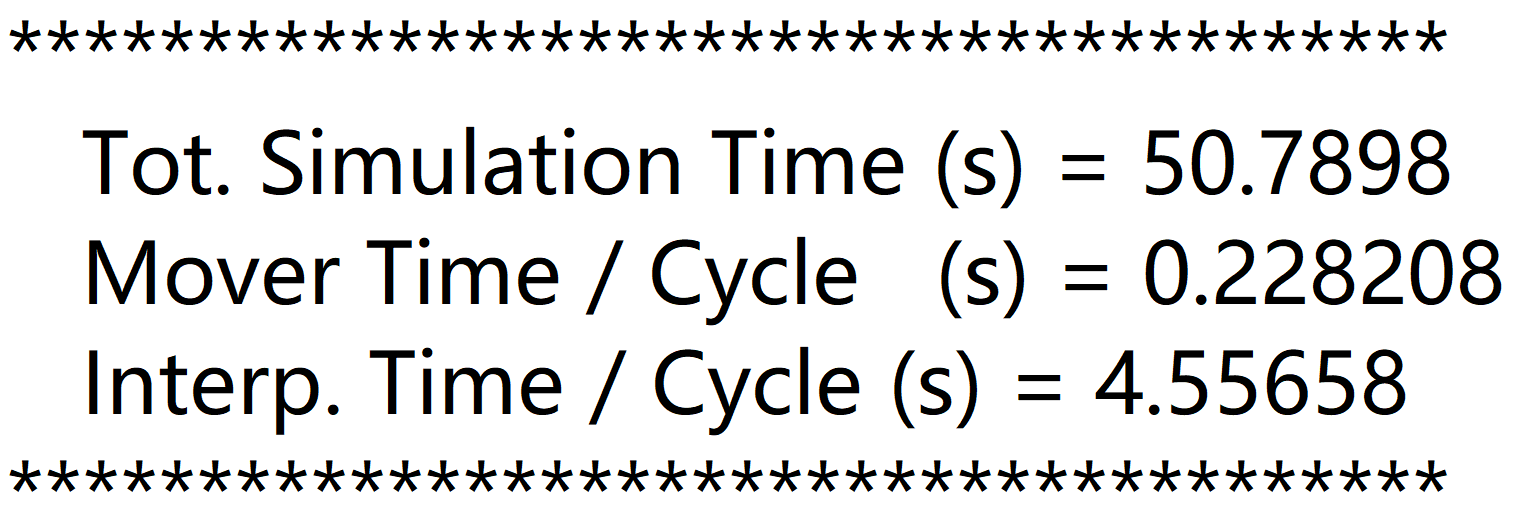 **************************************
Tot. Simulation Time (s) = 50.7898
Mover Time / Cycle   (s) = 0.228208
Interp. Time / Cycle (s) = 4.55658
**************************************